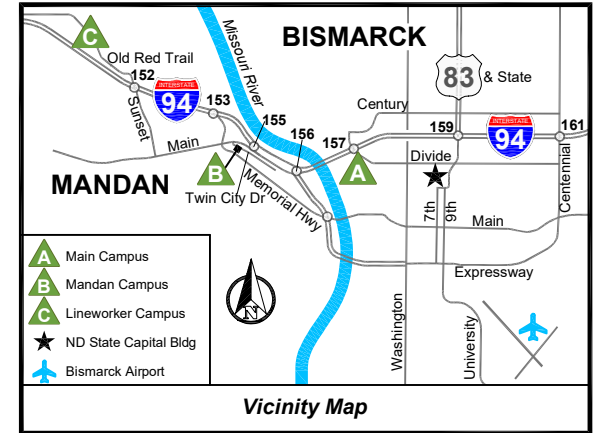 BISMARCK
C
Old Red Trail
152
Missouri River
83
& State
INTERSTATE
94
153
Sunset
Century
155
156
157
159
INTERSTATE
94
161
Main
A
Divide
B
MANDAN
Twin City Dr
Memorial Hwy
7th
9th
Centennial
Main
Expressway
A Main Campus
B Mandan Campus
C Lineworker Campus
ND State Capital Bldg
Bismarck Airport
N
Washington
University
Vicinity Map